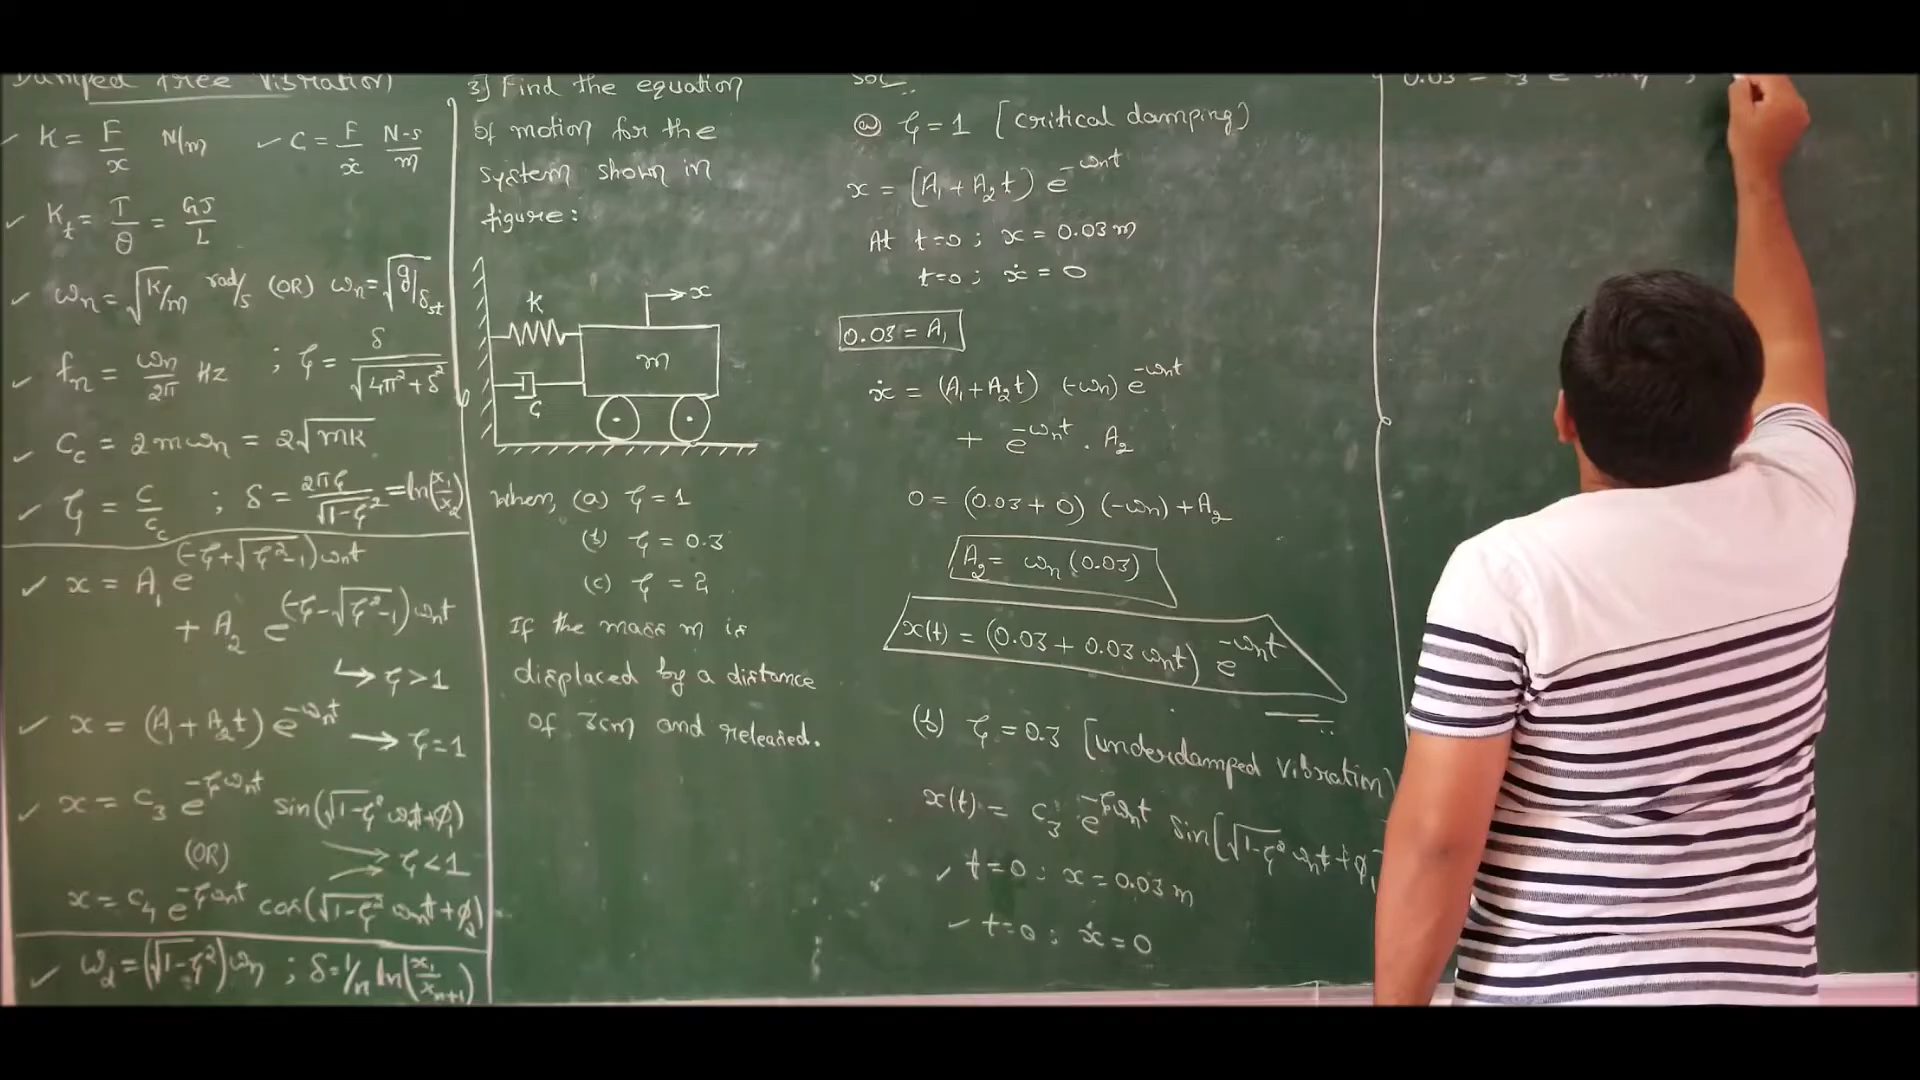 Damped free vibration
✓ K = F/x N/m ✓ C = F/ẋ N-s/m
✓ K_t = T/θ = GJ/L
✓ ωn = √(K/m) rad/s (OR) ωn = √(g/δst)
✓ fn = ωn/2π Hz ; ζ = δ/√(4π²+δ²)
✓ Cc = 2mωn = 2√(mK)
✓ ζ = C/Cc ; δ = 2πζ/√(1-ζ²) = ln(x₁/x₂)
✓ x = A₁ e^(-ζ+√(ζ²-1))ωnt
+ A₂ e^(-ζ-√(ζ²-1))ωnt
↳ ζ>1
✓ x = (A₁+A₂t) e^-ωnt → ζ=1
✓ x = C₃ e^-ζωnt sin(√(1-ζ²) ωnt+φ₁)
(OR) → ζ<1
x = C₄ e^-ζωnt cos(√(1-ζ²) ωnt+φ₂)
✓ ωd = (√(1-ζ²))ωn ; δ = 1/n ln(x₁/xn+1)
3) Find the equation
of motion for the
system shown in
figure:
K
x
m
C
when, (a) ζ=1
(b) ζ = 0.3
(c) ζ = 2
If the mass m is
displaced by a distance
of 3cm and released.
Sol
(a) ζ = 1 [critical damping)
x = [A₁ + A₂t) e^-ωnt
At t=0 ; x = 0.03m
t=0 ; ẋ = 0
0.03 = A₁
ẋ = (A₁+A₂t) (-ωn) e^-ωnt
+ e^-ωnt . A₂
0 = (0.03+0) (-ωn) + A₂
A₂ = ωn (0.03)
x(t) = (0.03 + 0.03 ωnt) e^-ωnt
(b) ζ = 0.3 [underdamped vibration)
x(t) = C₃ e^-ζωnt sin[√(1-ζ²) ωnt+φ₁
✓ t=0 ; x = 0.03 m
✓ t=0 ; ẋ = 0
0.03 = C₃ e